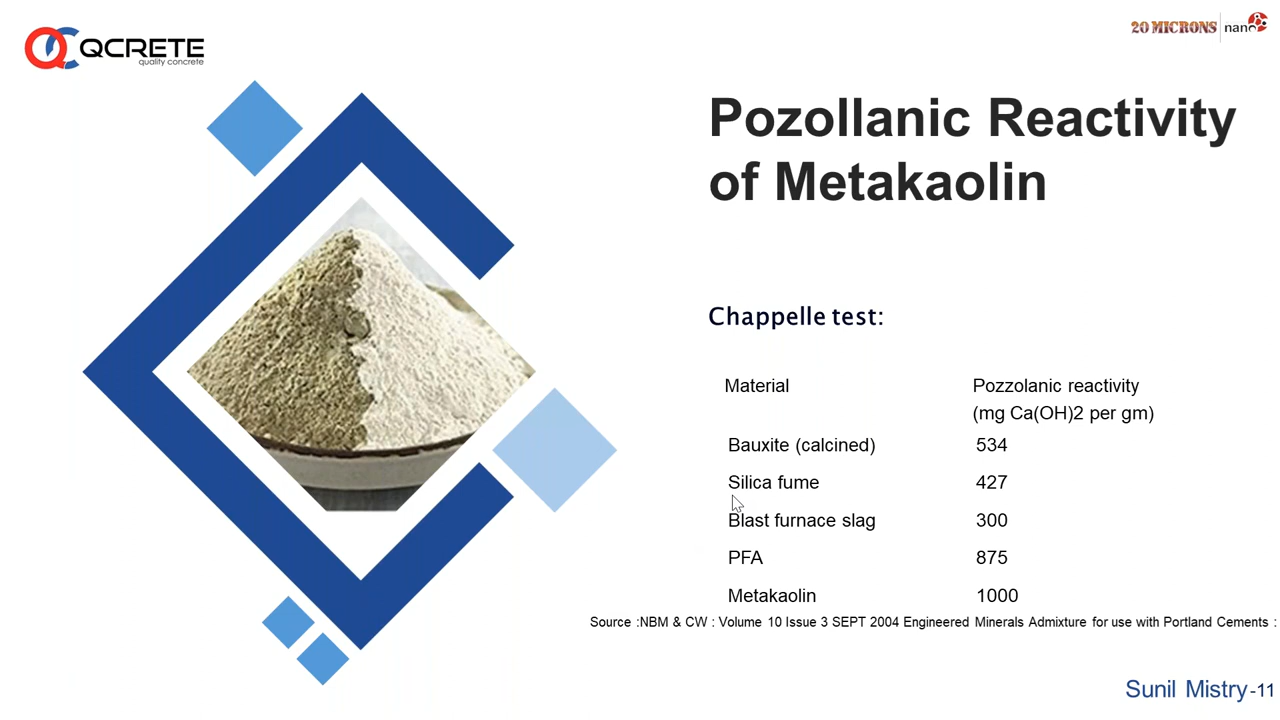 QCRETE
quality concrete
20 MICRONS nano
Pozollanic Reactivity
of Metakaolin
Chappelle test:
Material Pozzolanic reactivity
(mg Ca(OH)2 per gm)
Bauxite (calcined) 534
Silica fume 427
Blast furnace slag 300
PFA 875
Metakaolin 1000
Source :NBM & CW : Volume 10 Issue 3 SEPT 2004 Engineered Minerals Admixture for use with Portland Cements :
Sunil Mistry-11